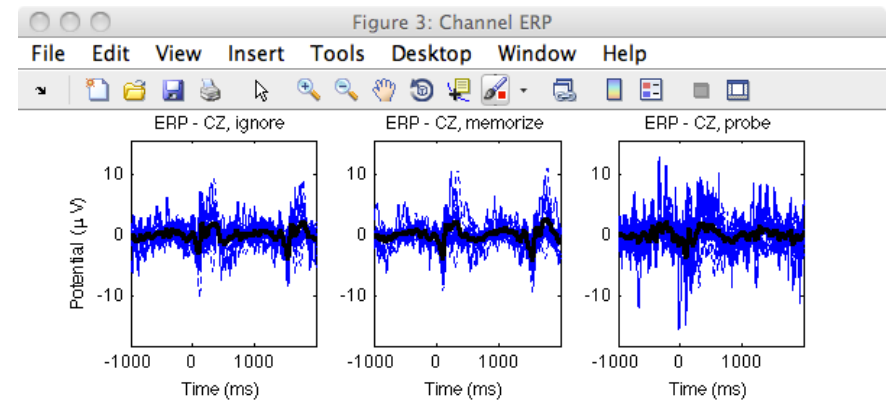 Figure 3: Channel ERP
File Edit View Insert Tools Desktop Window Help
ERP - CZ, ignore
ERP - CZ, memorize
ERP - CZ, probe
Potential (μ V)
10
0
-10
-1000 0 1000
Time (ms)
10
0
-10
-1000 0 1000
Time (ms)
10
0
-10
-1000 0 1000
Time (ms)